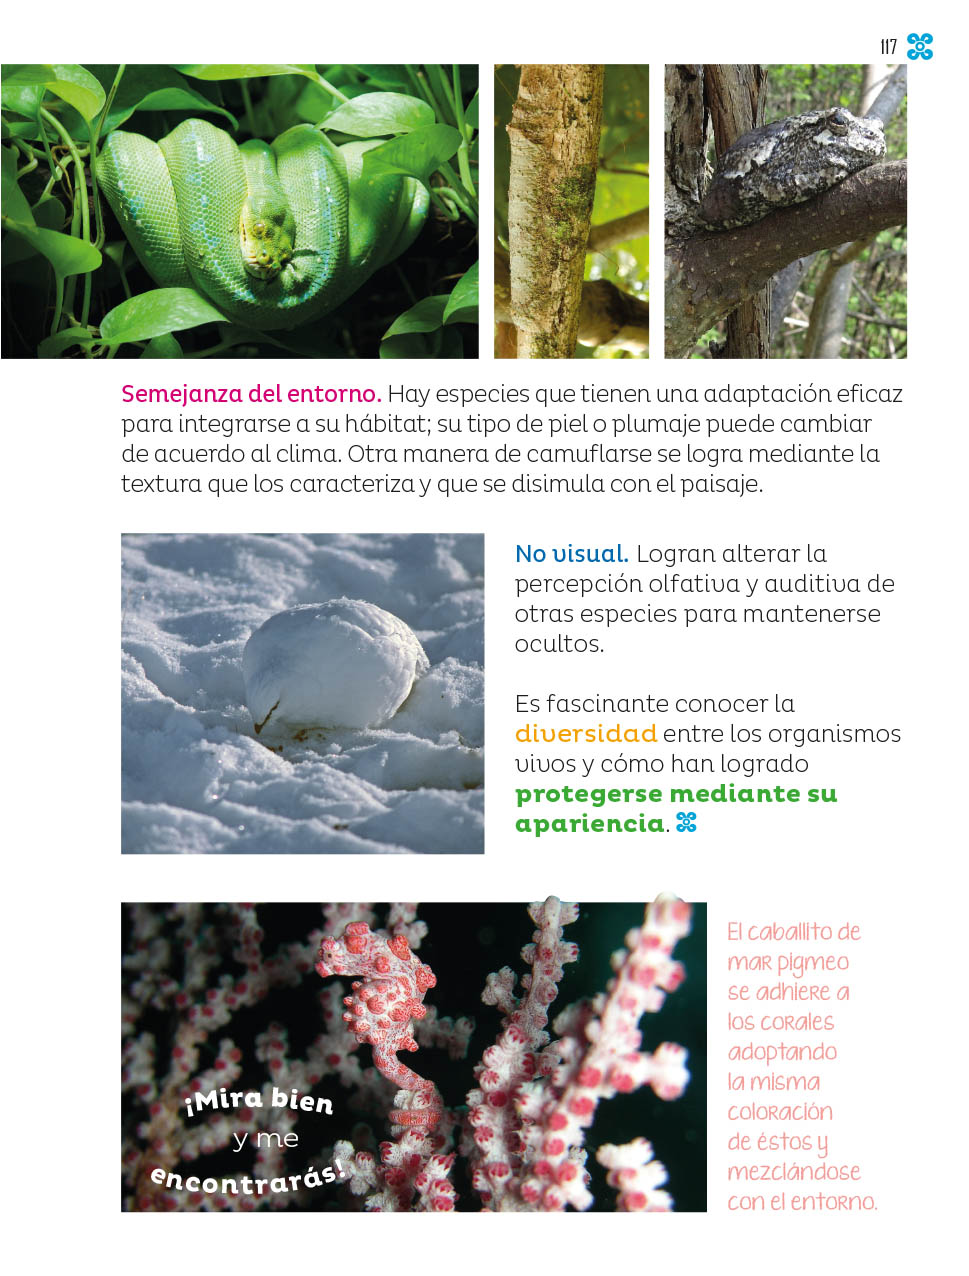 117
Semejanza del entorno. Hay especies que tienen una adaptación eficaz
para integrarse a su hábitat; su tipo de piel o plumaje puede cambiar
de acuerdo al clima. Otra manera de camuflarse se logra mediante la
textura que los caracteriza y que se disimula con el paisaje.
No visual. Logran alterar la
percepción olfativa y auditiva de
otras especies para mantenerse
ocultos.
Es fascinante conocer la
diversidad entre los organismos
vivos y cómo han logrado
protegerse mediante su
apariencia.
¡Mira bien
y me
encontrarás!
El caballito de
mar pigmeo
se adhiere a
los corales
adoptando
la misma
coloración
de éstos y
mezclándose
con el entorno.